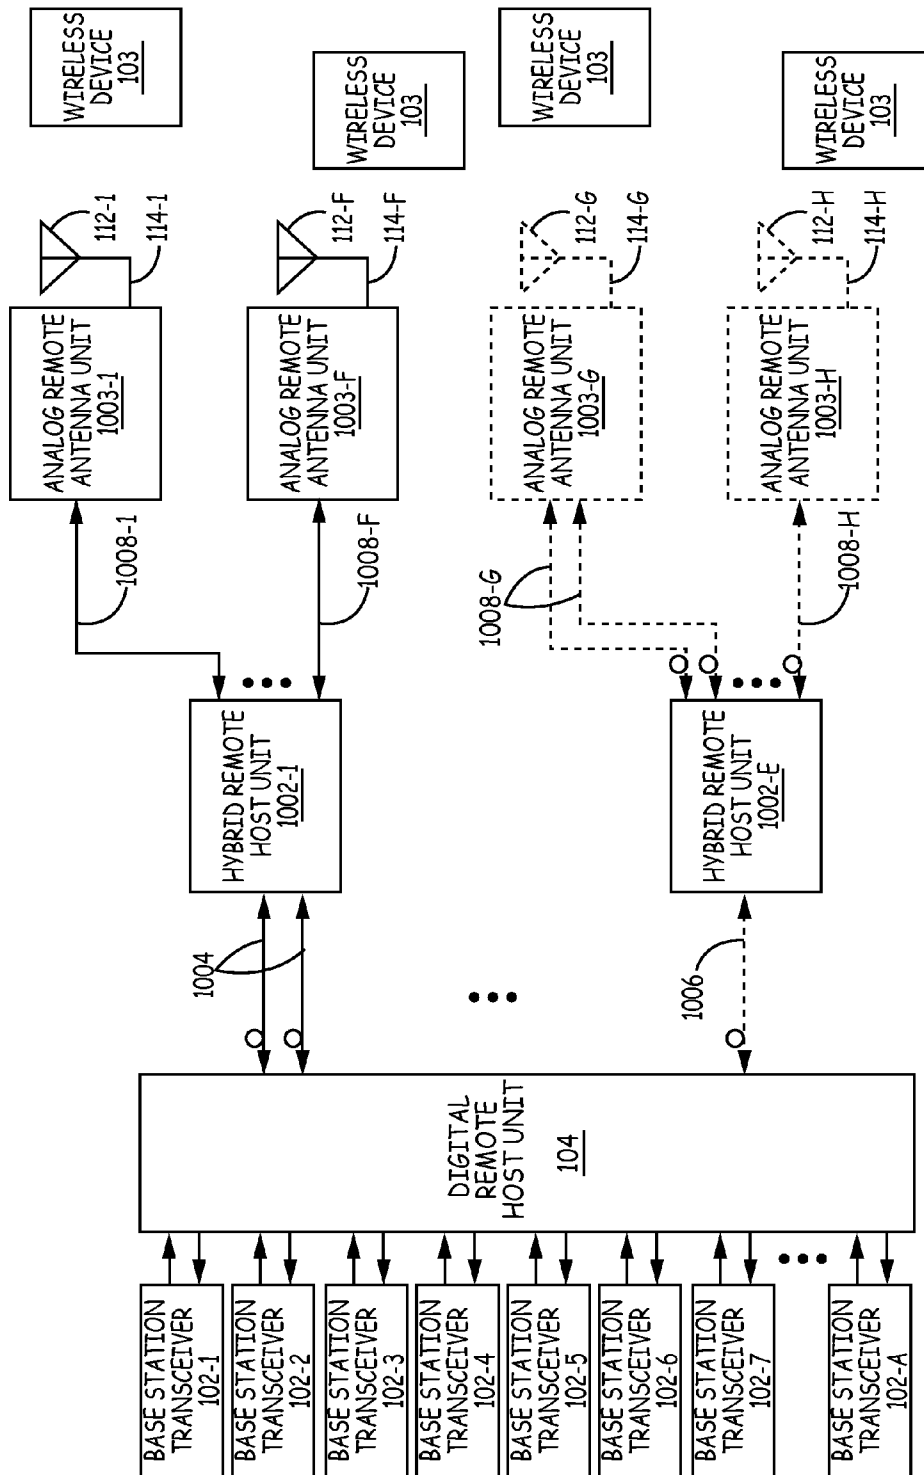 BASE STATION
TRANSCEIVER
102-1
BASE STATION
TRANSCEIVER
102-2
BASE STATION
TRANSCEIVER
102-3
BASE STATION
TRANSCEIVER
102-4
BASE STATION
TRANSCEIVER
102-5
BASE STATION
TRANSCEIVER
102-6
BASE STATION
TRANSCEIVER
102-7
BASE STATION
TRANSCEIVER
102-A
DIGITAL
REMOTE
HOST UNIT
104
1004
1006
HYBRID REMOTE
HOST UNIT
1002-1
HYBRID REMOTE
HOST UNIT
1002-E
1008-1
1008-F
1008-G
1008-H
ANALOG REMOTE
ANTENNA UNIT
1003-1
ANALOG REMOTE
ANTENNA UNIT
1003-F
ANALOG REMOTE
ANTENNA UNIT
1003-G
ANALOG REMOTE
ANTENNA UNIT
1003-H
112-1
114-1
112-F
114-F
112-G
114-G
112-H
114-H
WIRELESS
DEVICE
103
WIRELESS
DEVICE
103
WIRELESS
DEVICE
103
WIRELESS
DEVICE
103